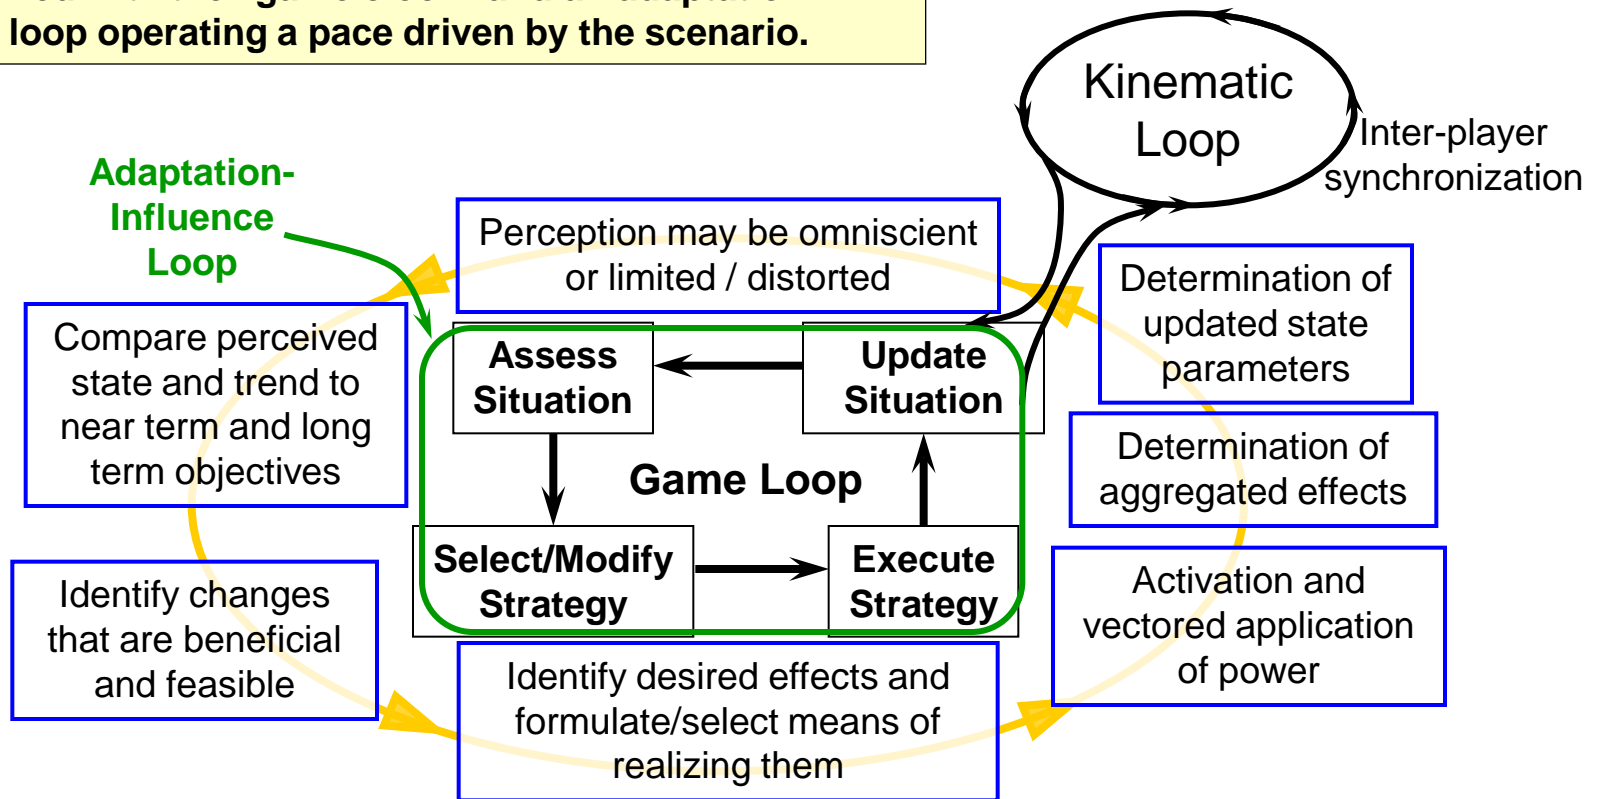 loop operating a pace driven by the scenario.
Kinematic
Loop
Inter-player
synchronization
Adaptation-
Influence
Loop
Perception may be omniscient
or limited / distorted
Determination of
updated state
parameters
Compare perceived
state and trend to
near term and long
term objectives
Assess
Situation
Update
Situation
Determination of
aggregated effects
Game Loop
Select/Modify
Strategy
Execute
Strategy
Identify changes
that are beneficial
and feasible
Activation and
vectored application
of power
Identify desired effects and
formulate/select means of
realizing them